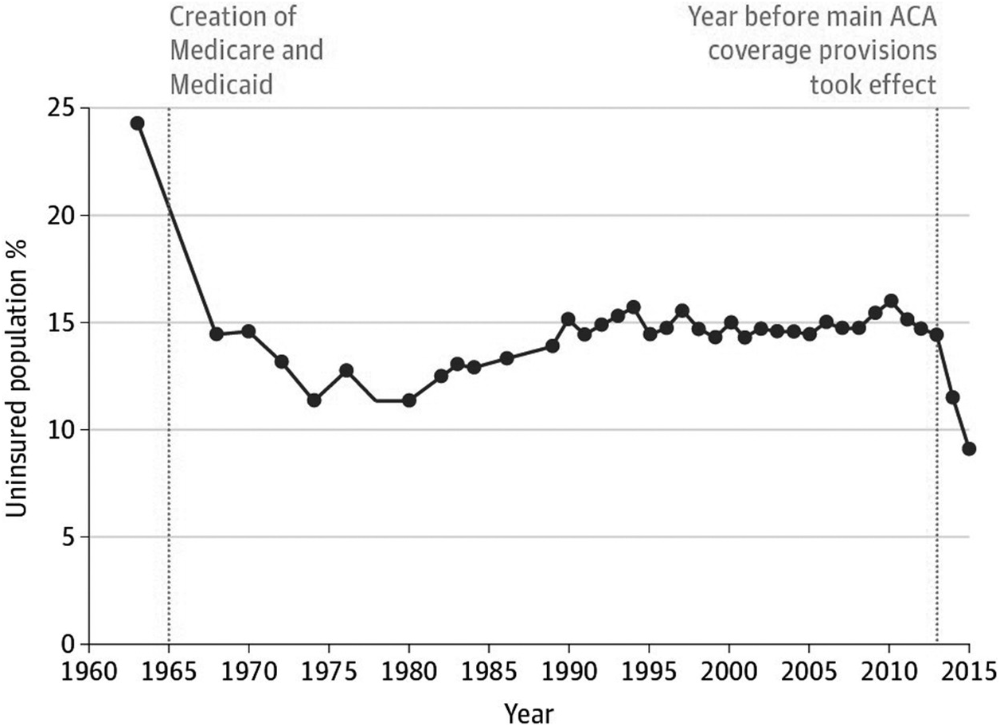 Creation of
Medicare and
Medicaid
Year before main ACA
coverage provisions
took effect
25
20
15
10
5
0
Uninsured population %
1960 1965 1970 1975 1980 1985 1990 1995 2000 2005 2010 2015
Year